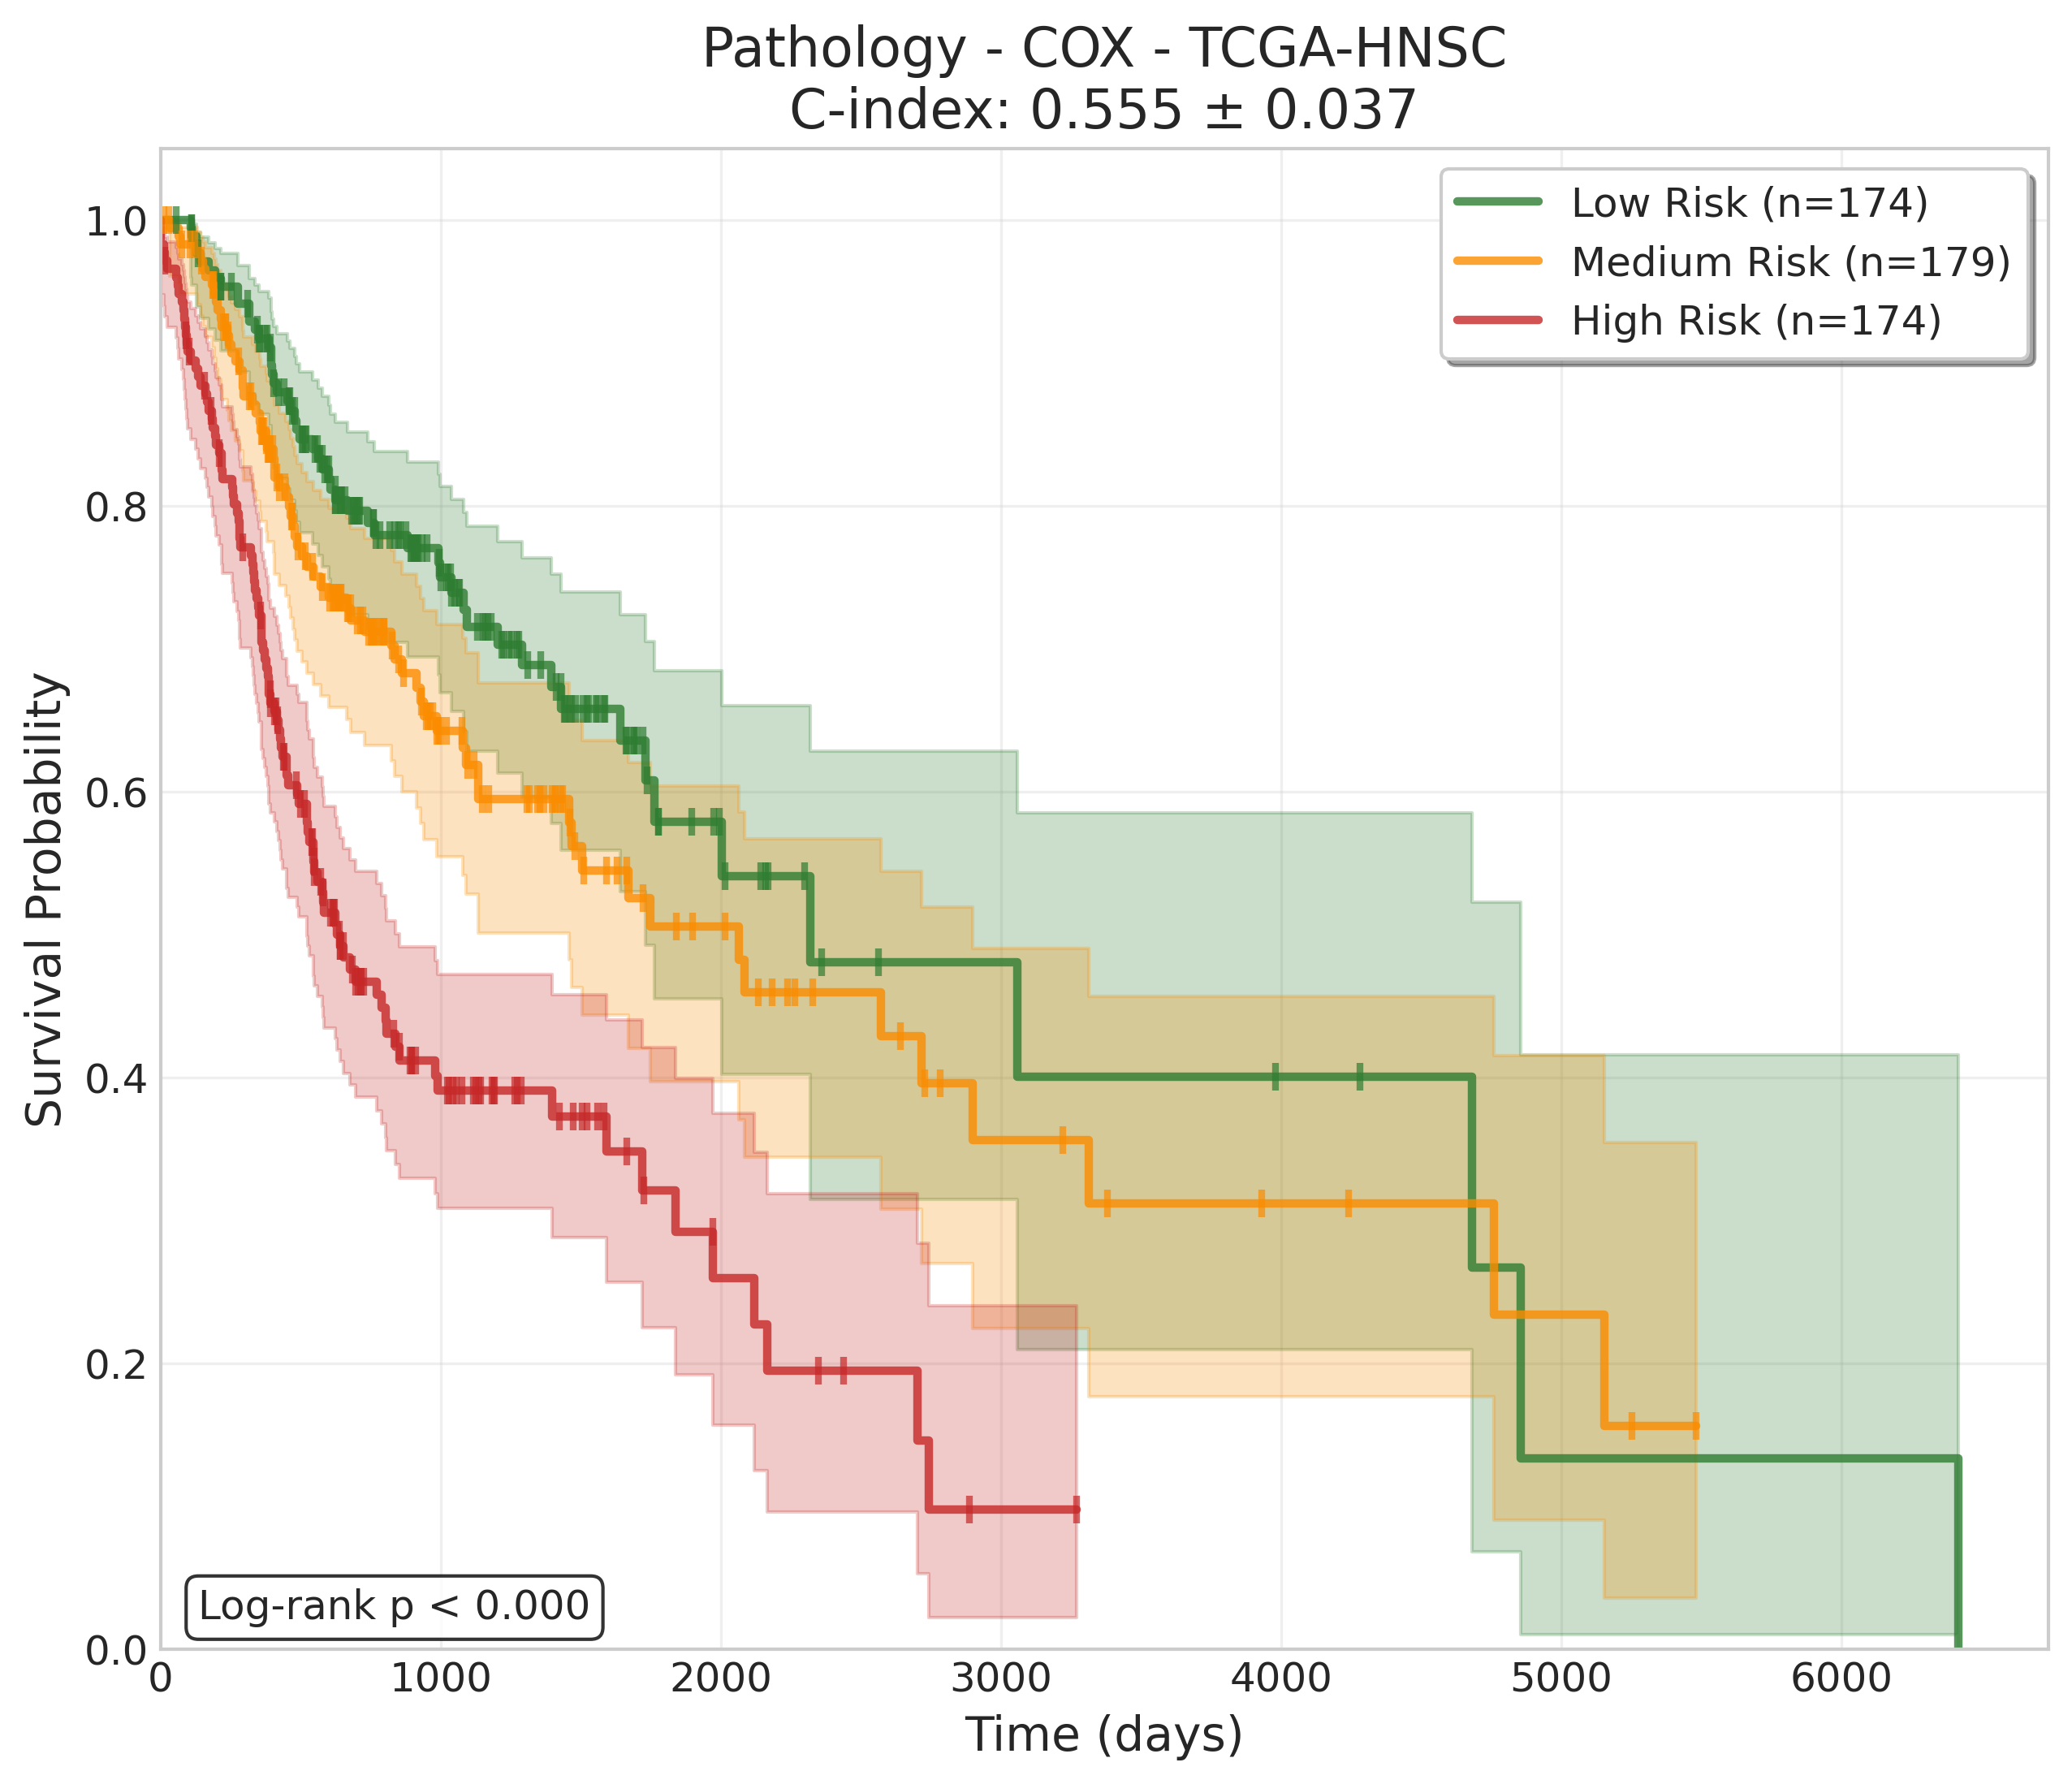 Pathology - COX - TCGA-HNSC
C-index: 0.555 ± 0.037
Low Risk (n=174)
Medium Risk (n=179)
High Risk (n=174)
Survival Probability
1.0
0.8
0.6
0.4
0.2
0.0
Log-rank p < 0.000
0 1000 2000 3000 4000 5000 6000
Time (days)